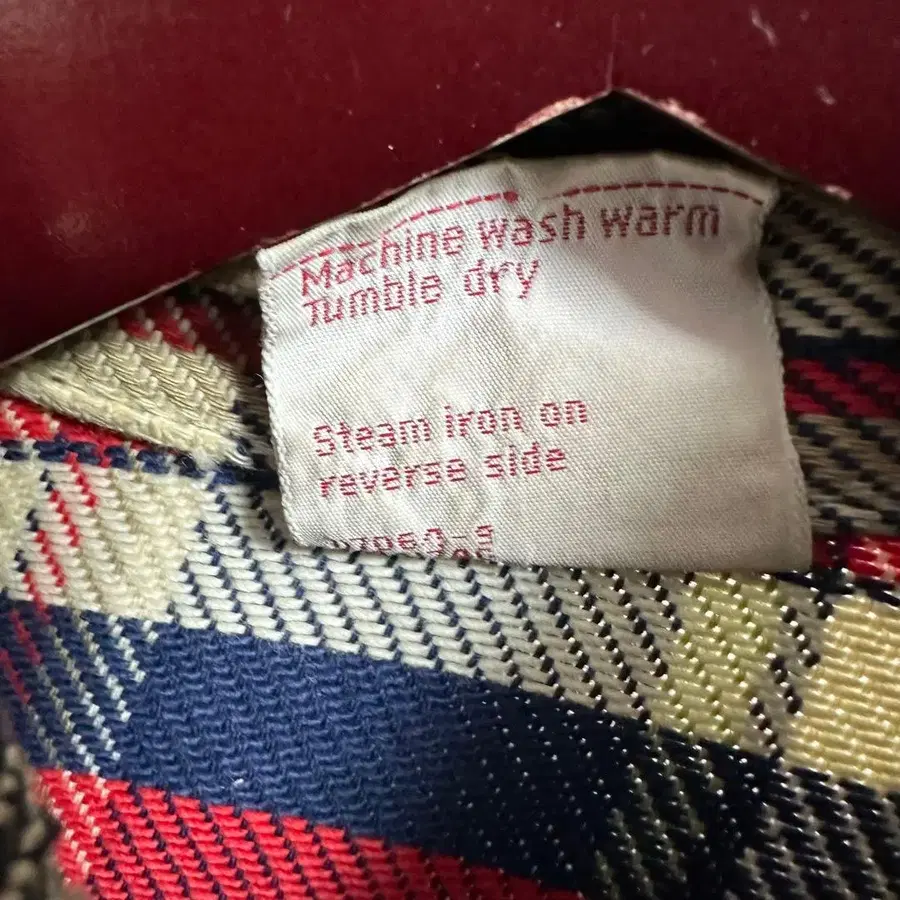 Machine wash warm
Tumble dry
Steam iron on
reverse side